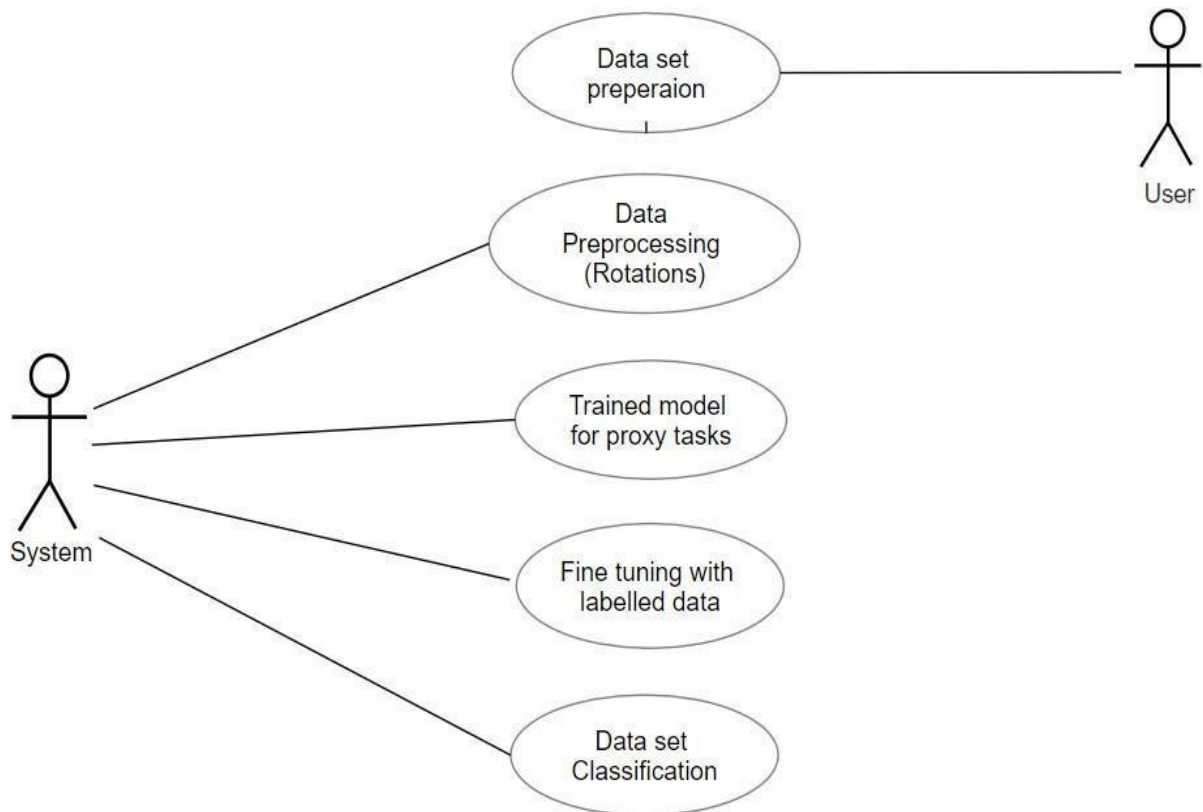 Data set
preperaion
User
Data
Preprocessing
(Rotations)
Trained model
for proxy tasks
System
Fine tuning with
labelled data
Data set
Classification